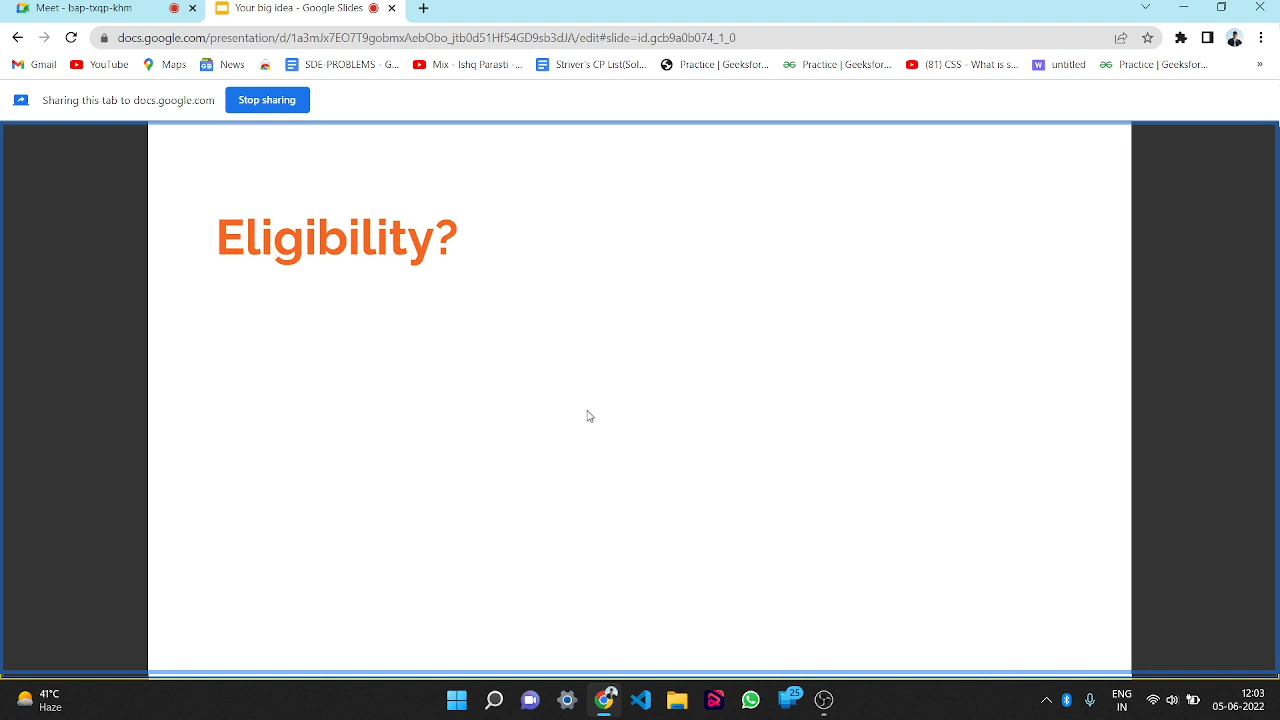 Meet - bap-txqp-khm
Your big idea - Google Slides
docs.google.com/presentation/d/1a3mJx7EO7T9gobmxAebObo_jtb0d51Hf54GD9sb3dJA/edit#slide=id.gcb9a0b074_1_0
Gmail
YouTube
Maps
News
SDE-PROBLEMS - G...
Mix - Ishq Parasti -...
Striver's CP List(Sol...
Practice | Geeksfor...
Practice | Geeksfor...
(81) CSS - What is s...
untitled
Practice | Geeksfor...
»
Sharing this tab to docs.google.com
Stop sharing
Eligibility?
41°C
Haze
25
ENG
IN
12:03
05-06-2022